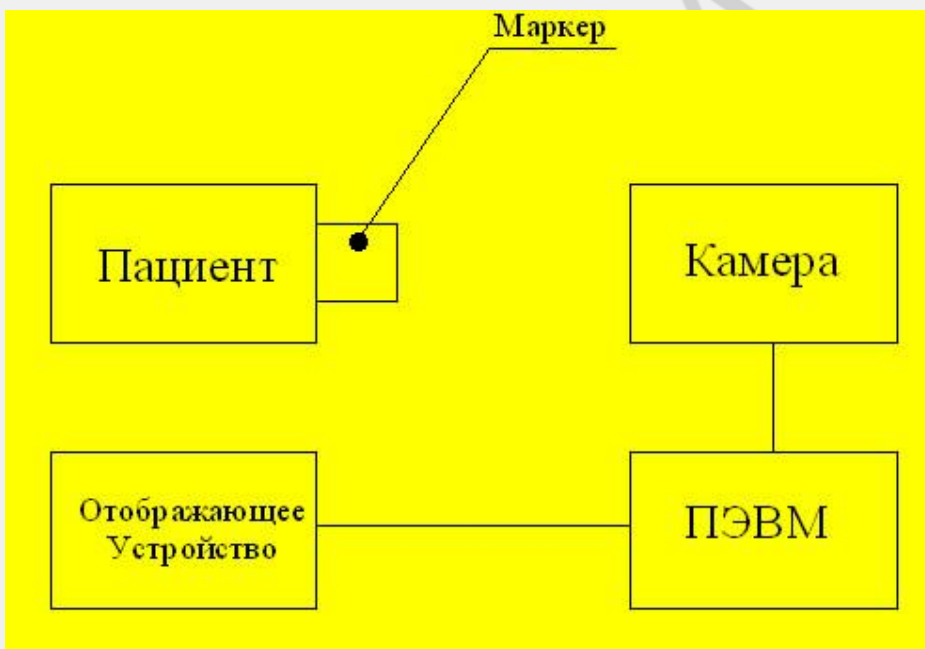 Маркер
Пациент
Камера
Отображающее
Устройство
ПЭВМ